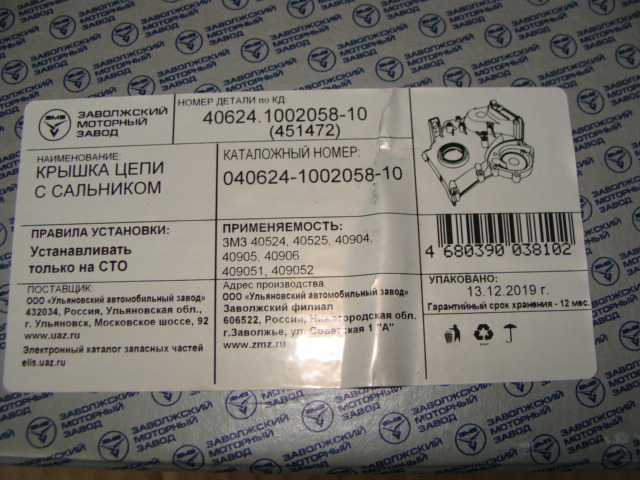 ЗАВОЛЖСКИЙ
МОТОРНЫЙ
ЗАВОД
НОМЕР ДЕТАЛИ по КД:
40624.1002058-10
(451472)
НАИМЕНОВАНИЕ:
КРЫШКА ЦЕПИ
С САЛЬНИКОМ
КАТАЛОЖНЫЙ НОМЕР:
040624-1002058-10
ПРАВИЛА УСТАНОВКИ:
Устанавливать
только на СТО
ПРИМЕНЯЕМОСТЬ:
ЗМЗ 40524, 40525, 40904,
40905, 40906
409051, 409052
4 680390 038102
ПОСТАВЩИК:
ООО «Ульяновский автомобильный завод»
432034, Россия, Ульяновская обл.,
г. Ульяновск, Московское шоссе, 92
www.uaz.ru
Электронный каталог запасных частей
elis.uaz.ru
Адрес производства
ООО «Ульяновский автомобильный завод»
Заволжский филиал
606522, Россия, Нижегородская обл.
г.Заволжье, ул. Советская 1 "А"
www.zmz.ru
УПАКОВАНО:
13.12.2019 г.
Гарантийный срок хранения - 12 мес.